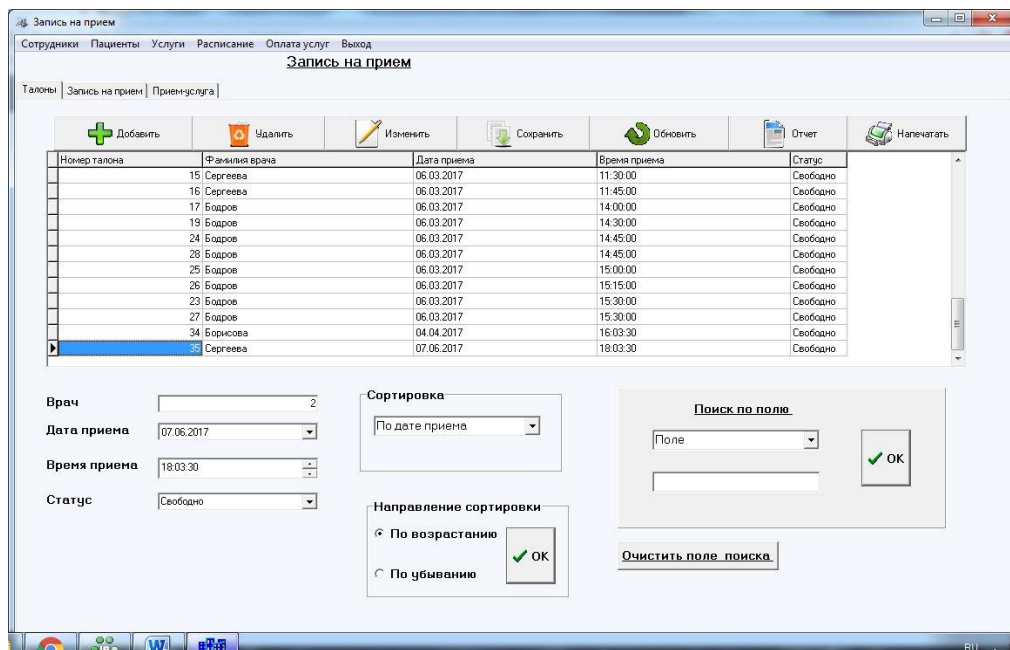 Запись на прием
Сотрудники Пациенты Услуги Расписание Оплата услуг Выход
Запись на прием
Талоны Запись на прием Прием-услуга
Добавить Удалить Изменить Сохранить Обновить Отчет Напечатать
Номер талона Фамилия врача Дата приема Время приема Статус
15 Сергеева 06.03.2017 11:30:00 Свободно
16 Сергеева 06.03.2017 11:45:00 Свободно
17 Бодров 06.03.2017 14:00:00 Свободно
19 Бодров 06.03.2017 14:30:00 Свободно
24 Бодров 06.03.2017 14:45:00 Свободно
28 Бодров 06.03.2017 14:45:00 Свободно
25 Бодров 06.03.2017 15:00:00 Свободно
26 Бодров 06.03.2017 15:15:00 Свободно
23 Бодров 06.03.2017 15:30:00 Свободно
27 Бодров 06.03.2017 15:30:00 Свободно
34 Борисова 04.04.2017 16:03:30 Свободно
35 Сергеева 07.06.2017 18:03:30 Свободно
Врач 2
Дата приема 07.06.2017
Время приема 18:03:30
Статус Свободно
Сортировка
По дате приема
Направление сортировки
По возрастанию
По убыванию
OK
Поиск по полю
Поле
OK
Очистить поле поиска
W
RU